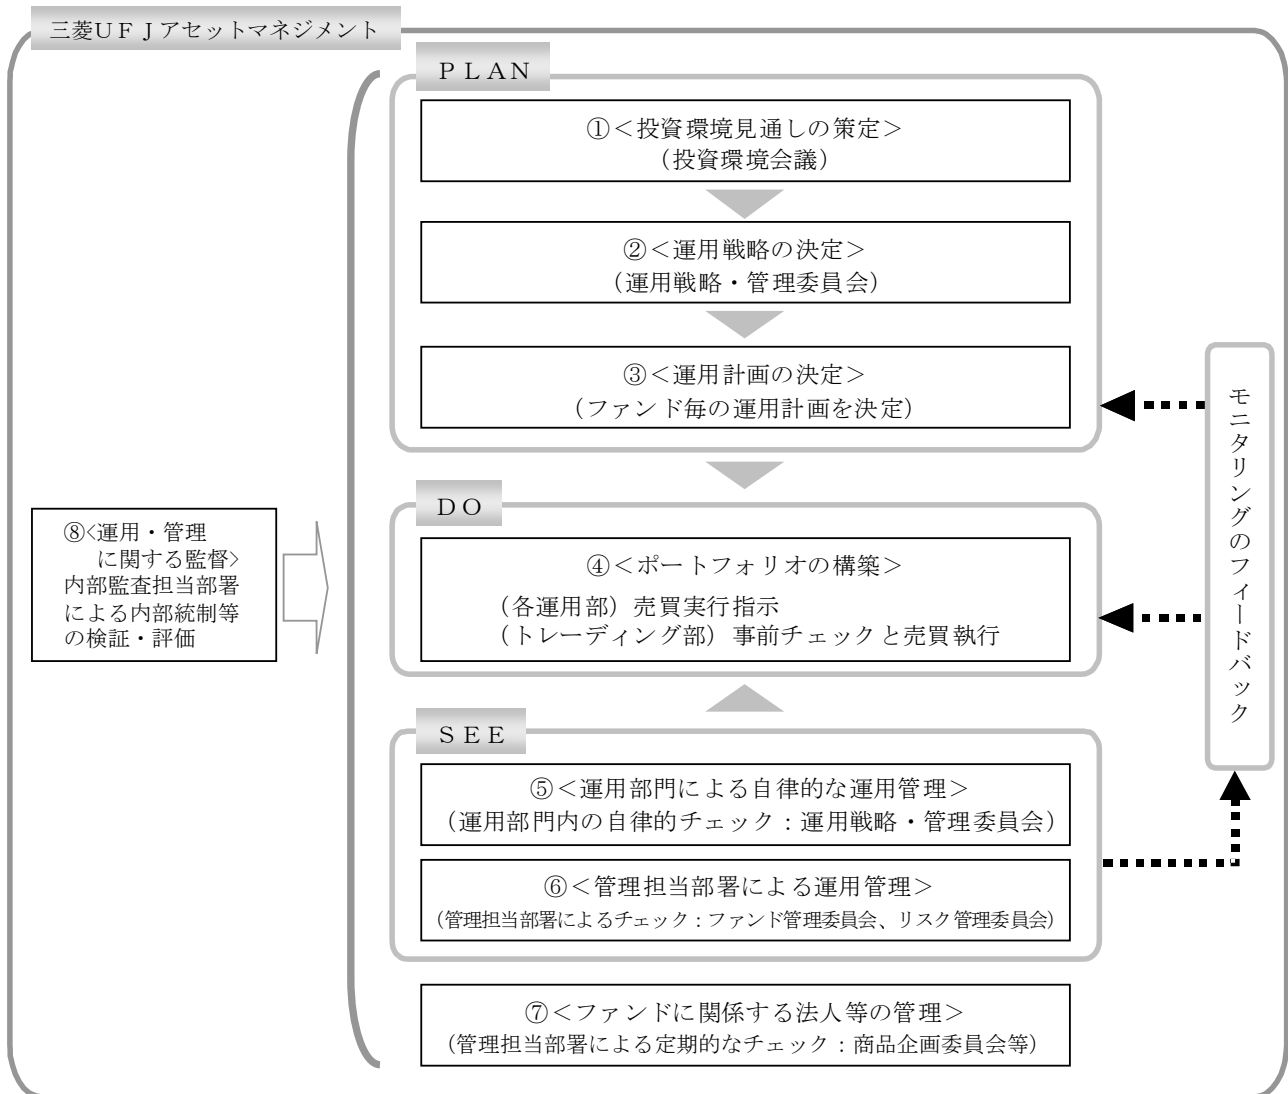 三菱ＵＦＪアセットマネジメント
ＰＬＡＮ
①＜投資環境見通しの策定＞
（投資環境会議）
②＜運用戦略の決定＞
（運用戦略・管理委員会）
③＜運用計画の決定＞
（ファンド毎の運用計画を決定）
ＤＯ
④＜ポートフォリオの構築＞
（各運用部）売買実行指示
（トレーディング部）事前チェックと売買執行
ＳＥＥ
⑤＜運用部門による自律的な運用管理＞
（運用部門内の自律的チェック：運用戦略・管理委員会）
⑥＜管理担当部署による運用管理＞
（管理担当部署によるチェック：ファンド管理委員会、リスク管理委員会）
⑦＜ファンドに関係する法人等の管理＞
（管理担当部署による定期的なチェック：商品企画委員会等）
⑧<運用・管理
に関する監督>
内部監査担当部署
による内部統制等
の検証・評価
モニタリングのフィードバック